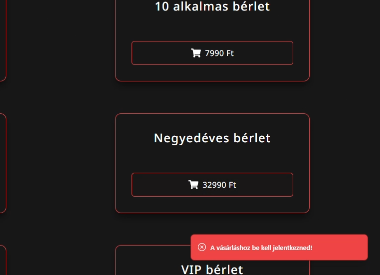 10 alkalmas bérlet
7990 Ft
Negyedéves bérlet
32990 Ft
A vásárláshoz be kell jelentkezned!
VIP bérlet